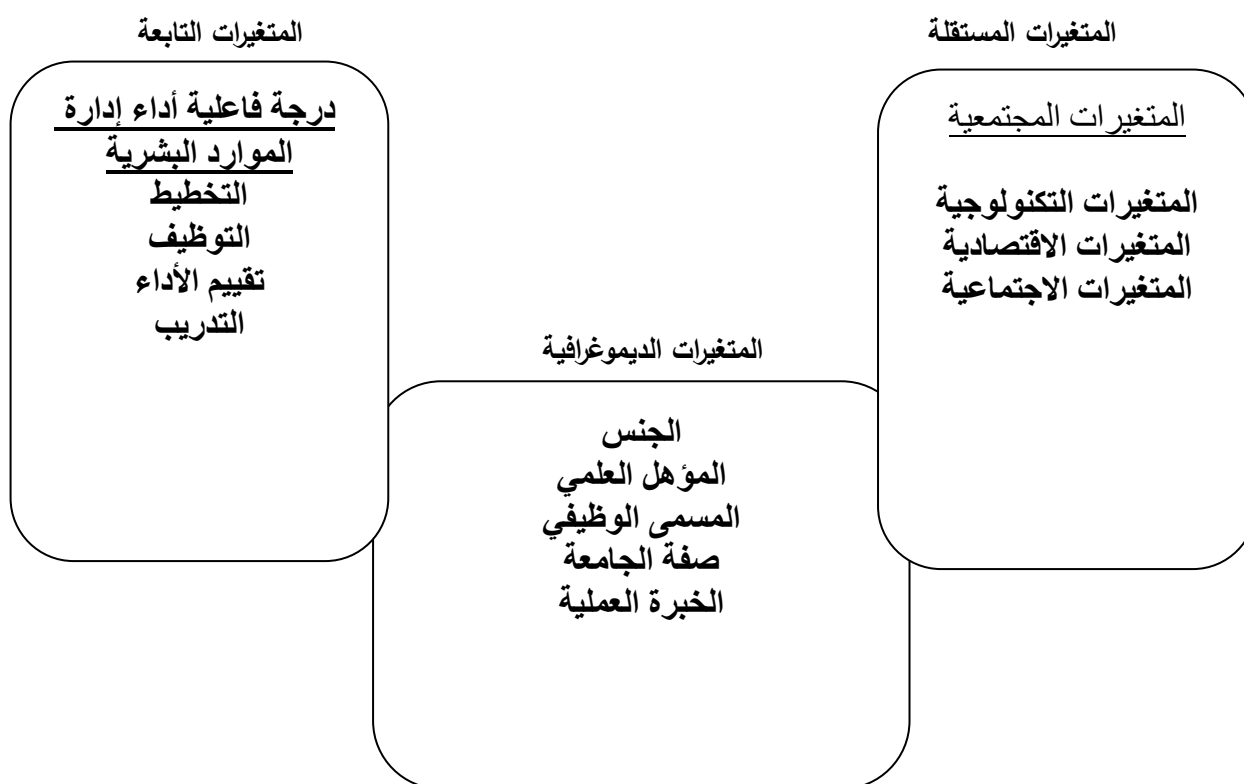 المتغيرات المستقلة
المتغيرات المجتمعية
المتغيرات التكنولوجية
المتغيرات الاقتصادية
المتغيرات الاجتماعية
المتغيرات التابعة
درجة فاعلية أداء إدارة
الموارد البشرية
التخطيط
التوظيف
تقييم الأداء
التدريب
المتغيرات الديموغرافية
الجنس
المؤهل العلمي
المسمى الوظيفي
صفة الجامعة
الخبرة العملية